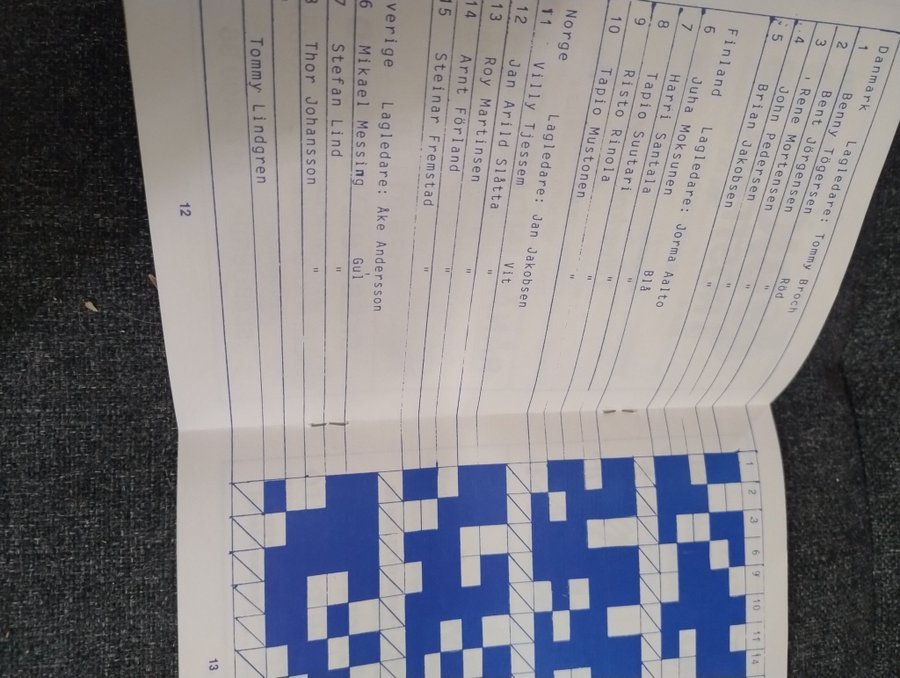 Danmark Lagledare: Tommy Broch
1 Benny Tögersen Röd
2 Bent Jörgensen "
3 Rene Mortensen "
4 John Pedersen "
5 Brian Jakobsen "
Finland Lagledare: Jorma Aalto
6 Juha Moksunen Blå
7 Harri Santala "
8 Tapio Suutari "
9 Risto Rinola "
10 Tapio Mustonen "
Norge Lagledare: Jan Jakobsen
11 Villy Tjessem Vit
12 Jan Arild Slåtta "
13 Roy Martinsen "
14 Arnt Förland "
15 Steinar Fremstad "
verige Lagledare: Åke Andersson
6 Mikael Messing Gul
7 Stefan Lind "
8 Thor Johansson "
Tommy Lindgren
12
1 2 3 6 9 10 11 14
13